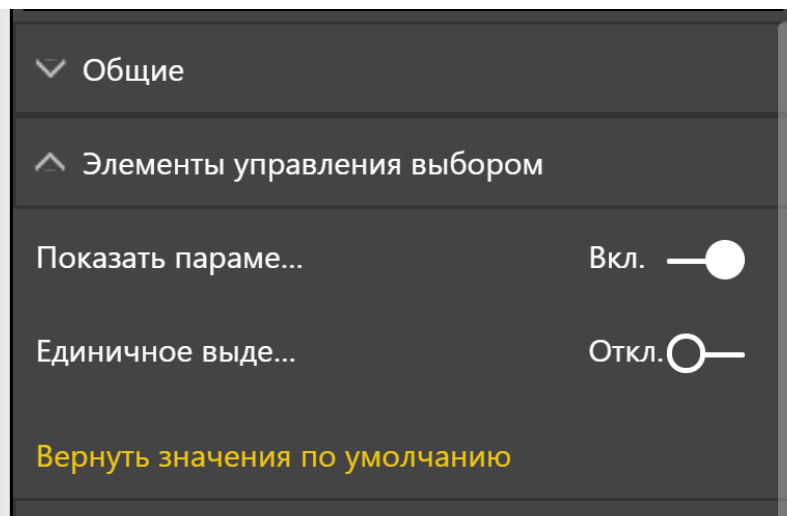 Общие
Элементы управления выбором
Показать параме... Вкл.
Единичное выде... Откл.
Вернуть значения по умолчанию